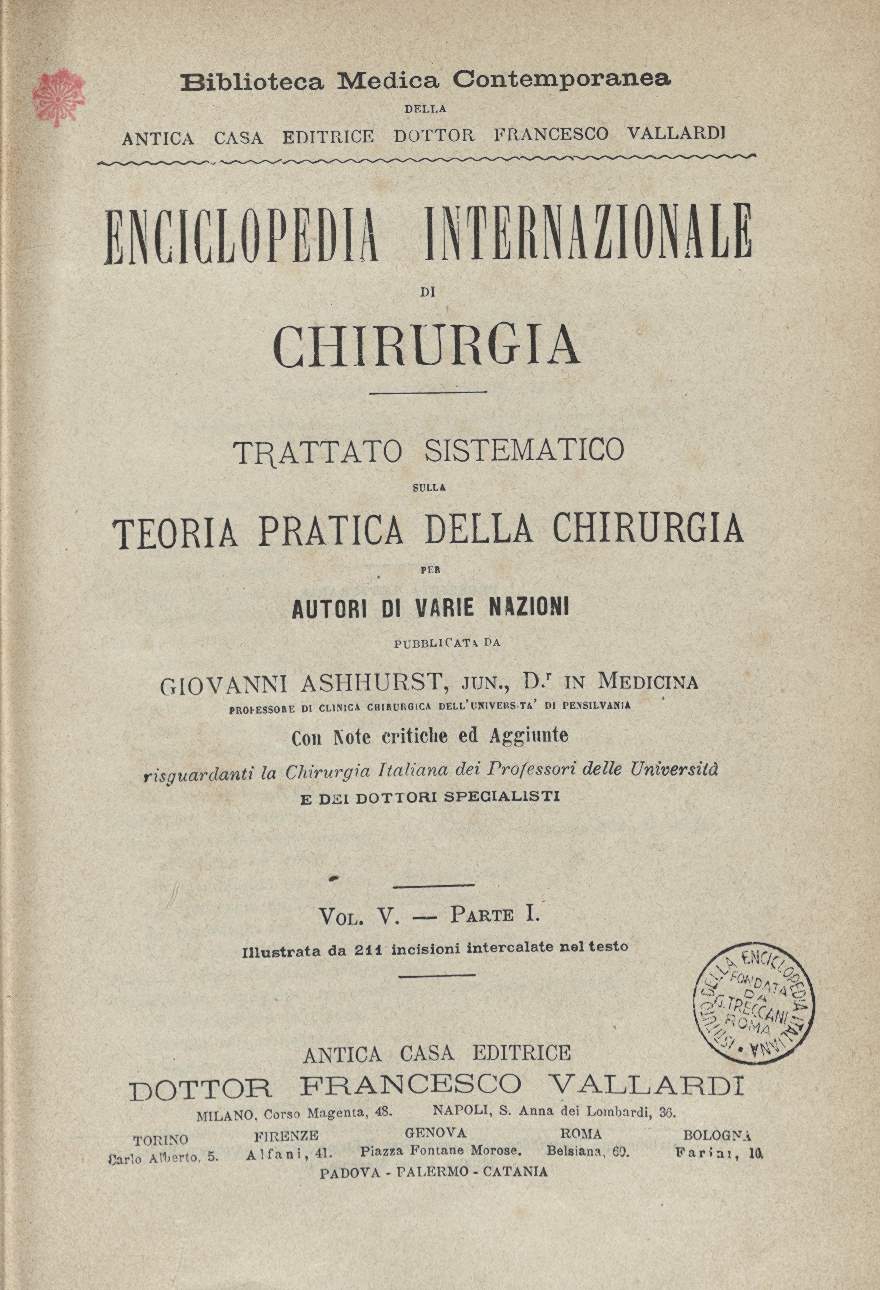 Biblioteca Medica Contemporanea
DELLA
ANTICA CASA EDITRICE DOTTOR FRANCESCO VALLARDI
ENCICLOPEDIA INTERNAZIONALE
DI
CHIRURGIA
TRATTATO SISTEMATICO
SULLA
TEORIA PRATICA DELLA CHIRURGIA
PER
AUTORI DI VARIE NAZIONI
PUBBLICATA DA
GIOVANNI ASHHURST, JUN., D.r IN MEDICINA
PROFESSORE DI CLINICA CHIRURGICA DELL'UNIVERSITA' DI PENSILVANIA
Con Note critiche ed Aggiunte
risguardanti la Chirurgia Italiana dei Professori delle Università
E DEI DOTTORI SPECIALISTI
VOL. V. — PARTE I.
Illustrata da 211 incisioni intercalate nel testo
ISTITUTO DELLA ENCICLOPEDIA ITALIANA
FONDATA
DA
G. TRECCANI
ROMA
ANTICA CASA EDITRICE
DOTTOR FRANCESCO VALLARDI
MILANO, Corso Magenta, 48. NAPOLI, S. Anna dei Lombardi, 36.
TORINO FIRENZE GENOVA ROMA BOLOGNA
Carlo Alberto, 5. Alfani, 41. Piazza Fontane Morose. Belsiana, 60. Farini, 10.
PADOVA - PALERMO - CATANIA